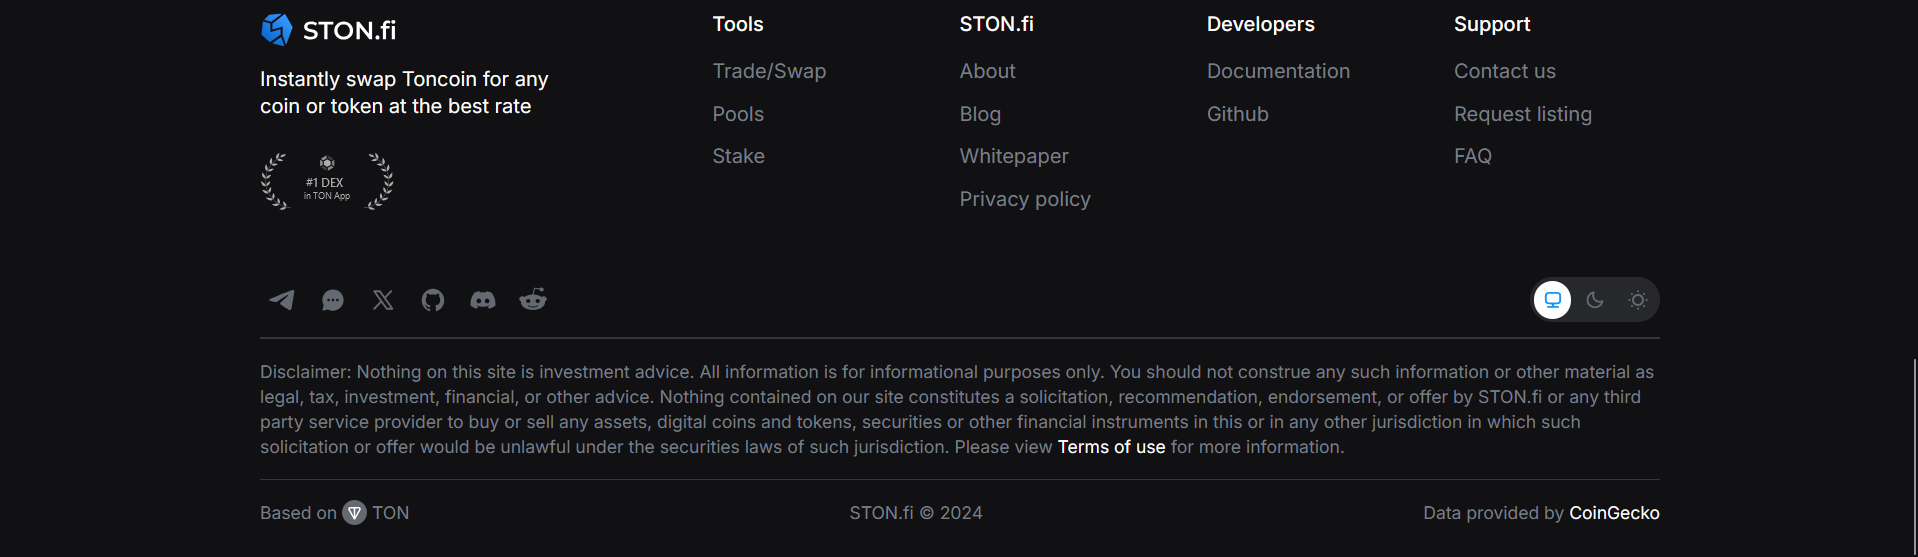 STON.fi
Instantly swap Toncoin for any
coin or token at the best rate
#1 DEX
in TON App
Tools
Trade/Swap
Pools
Stake
STON.fi
About
Blog
Whitepaper
Privacy policy
Developers
Documentation
Github
Support
Contact us
Request listing
FAQ
Disclaimer: Nothing on this site is investment advice. All information is for informational purposes only. You should not construe any such information or other material as
legal, tax, investment, financial, or other advice. Nothing contained on our site constitutes a solicitation, recommendation, endorsement, or offer by STON.fi or any third
party service provider to buy or sell any assets, digital coins and tokens, securities or other financial instruments in this or in any other jurisdiction in which such
solicitation or offer would be unlawful under the securities laws of such jurisdiction. Please view Terms of use for more information.
Based on TON
STON.fi © 2024
Data provided by CoinGecko